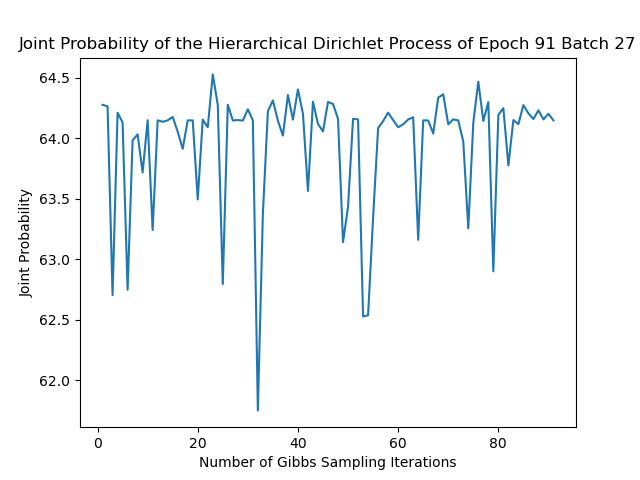 Joint Probability of the Hierarchical Dirichlet Process of Epoch 91 Batch 27
64.5
64.0
63.5
63.0
62.5
62.0
Joint Probability
0 20 40 60 80
Number of Gibbs Sampling Iterations